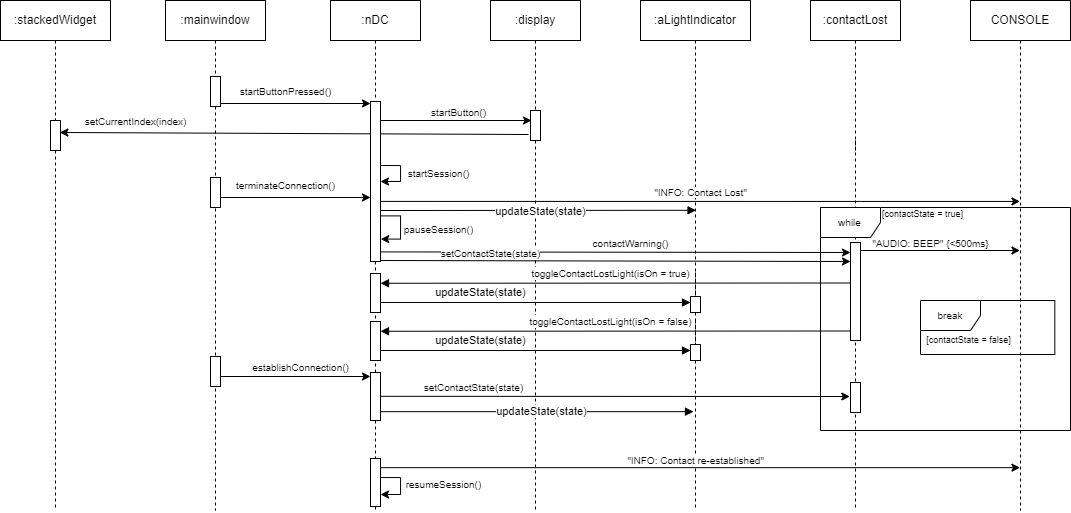 :stackedWidget
:mainwindow
:nDC
:display
:aLightIndicator
:contactLost
CONSOLE
startButtonPressed()
startButton()
setCurrentIndex(index)
startSession()
terminateConnection()
"INFO: Contact Lost"
updateState(state)
while
[contactState = true]
pauseSession()
contactWarning()
"AUDIO: BEEP" {<500ms}
setContactState(state)
toggleContactLostLight(isOn = true)
updateState(state)
break
toggleContactLostLight(isOn = false)
updateState(state)
[contactState = false]
establishConnection()
setContactState(state)
updateState(state)
"INFO: Contact re-established"
resumeSession()